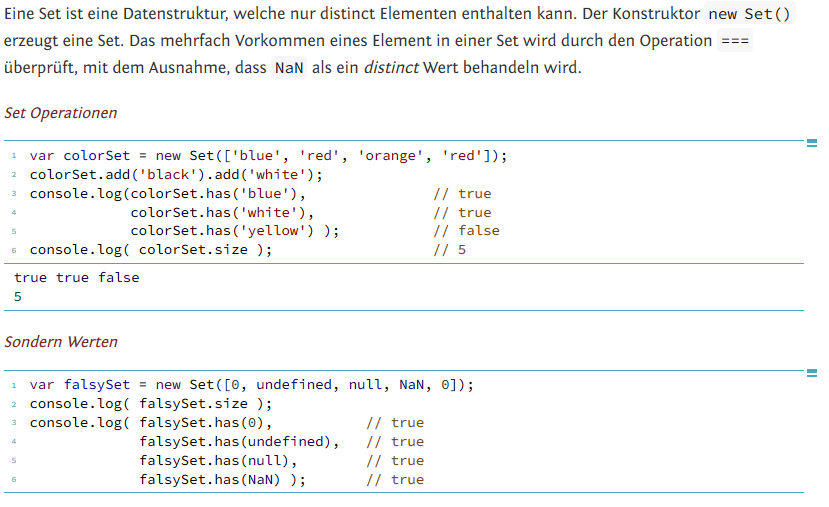 Eine Set ist eine Datenstruktur, welche nur distinct Elementen enthalten kann. Der Konstruktor new Set()
erzeugt eine Set. Das mehrfach Vorkommen eines Element in einer Set wird durch den Operation ===
überprüft, mit dem Ausnahme, dass NaN als ein distinct Wert behandeln wird.
Set Operationen
1 var colorSet = new Set(['blue', 'red', 'orange', 'red']);
2 colorSet.add('black').add('white');
3 console.log(colorSet.has('blue'), // true
4 colorSet.has('white'), // true
5 colorSet.has('yellow') ); // false
6 console.log( colorSet.size ); // 5
true true false
5
Sondern Werten
1 var falsySet = new Set([0, undefined, null, NaN, 0]);
2 console.log( falsySet.size );
3 console.log( falsySet.has(0), // true
4 falsySet.has(undefined), // true
5 falsySet.has(null), // true
6 falsySet.has(NaN) ); // true